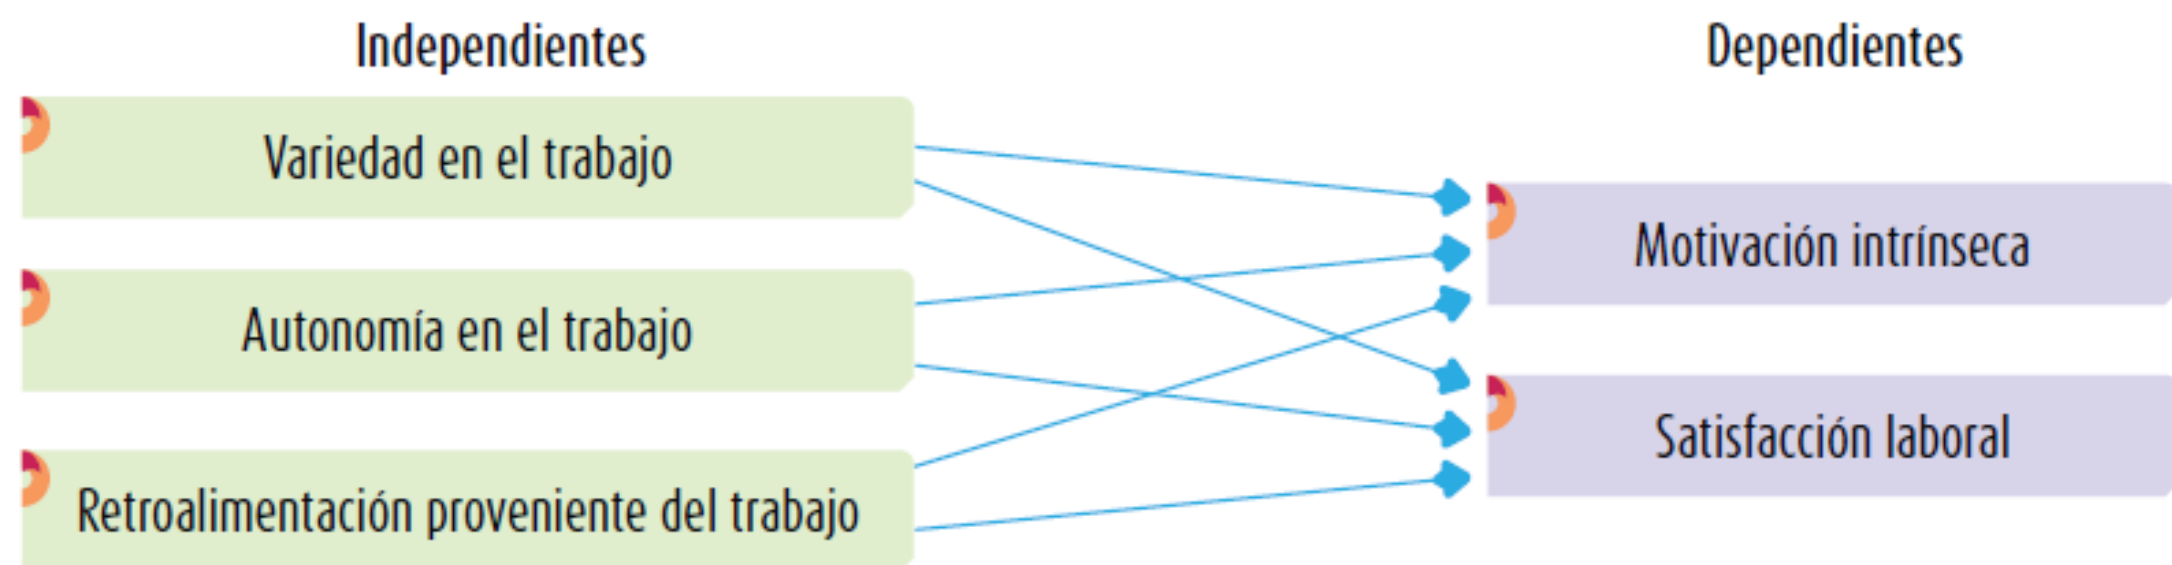 Independientes
Dependientes
Variedad en el trabajo
Autonomía en el trabajo
Retroalimentación proveniente del trabajo
Motivación intrínseca
Satisfacción laboral